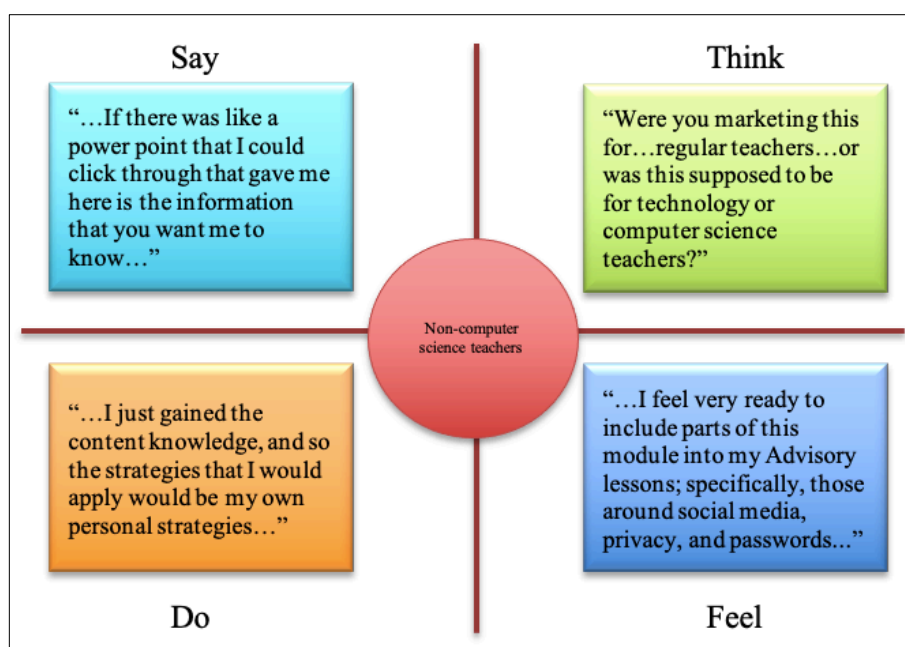 Say
“…If there was like a
power point that I could
click through that gave me
here is the information
that you want me to
know…”
Think
“Were you marketing this
for…regular teachers…or
was this supposed to be
for technology or
computer science
teachers?”
Non-computer
science teachers
“…I just gained the
content knowledge, and so
the strategies that I would
apply would be my own
personal strategies…”
Do
“…I feel very ready to
include parts of this
module into my Advisory
lessons; specifically, those
around social media,
privacy, and passwords...”
Feel